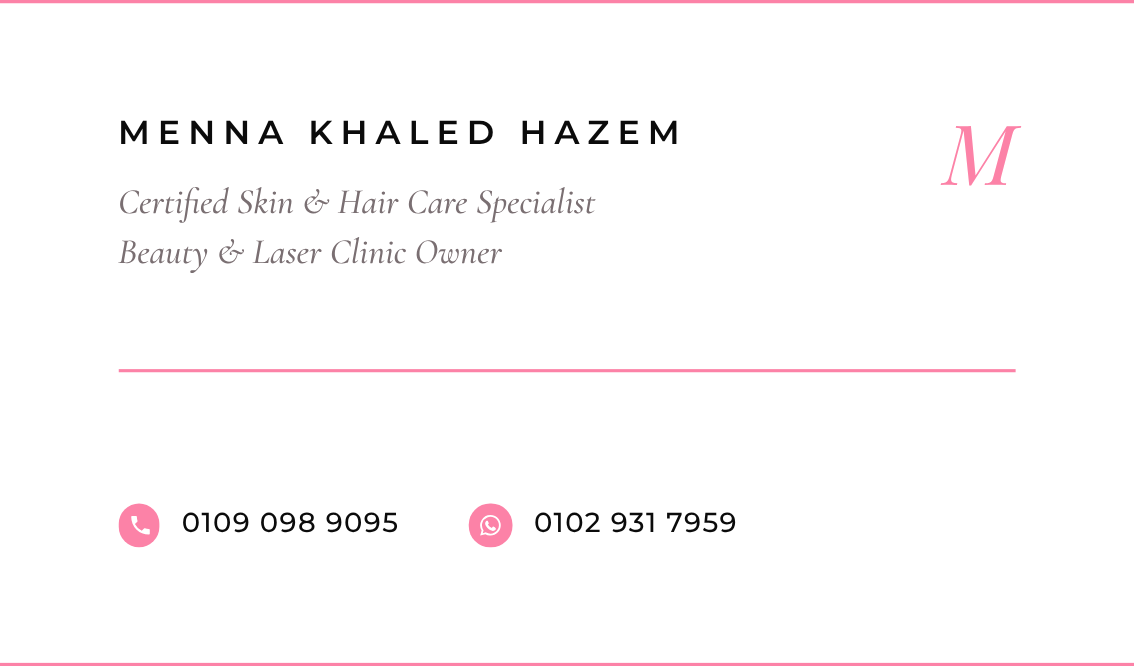 MENNA KHALED HAZEM
M
Certified Skin & Hair Care Specialist
Beauty & Laser Clinic Owner
0109 098 9095
0102 931 7959